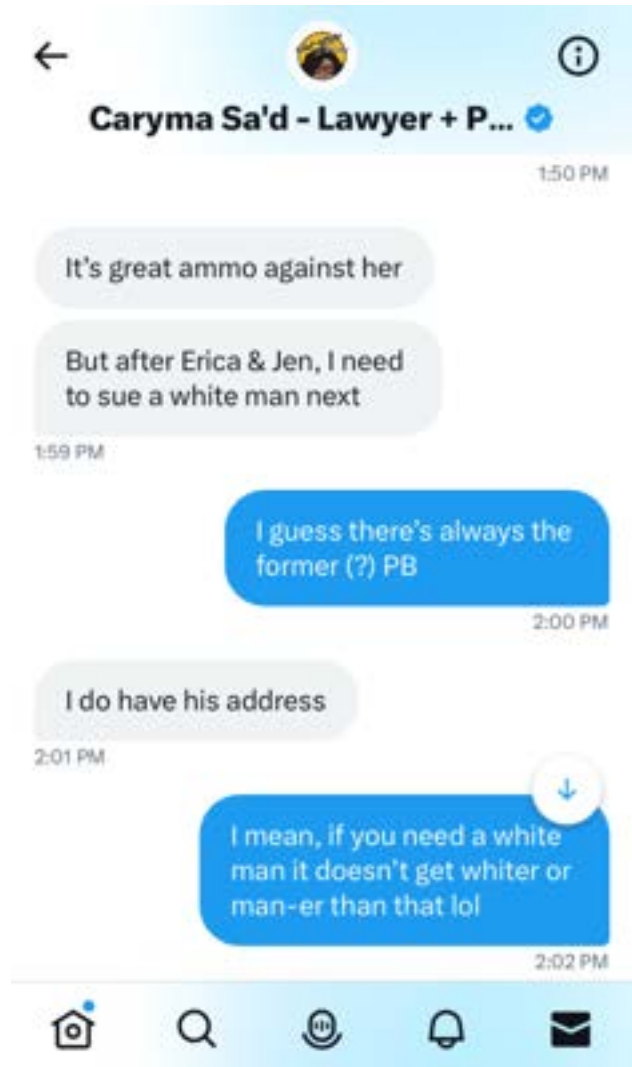 Caryma Sa'd - Lawyer + P...
1:50 PM
It's great ammo against her
But after Erica & Jen, I need
to sue a white man next
1:59 PM
I guess there's always the
former (?) PB
2:00 PM
I do have his address
2:01 PM
I mean, if you need a white
man it doesn't get whiter or
man-er than that lol
2:02 PM